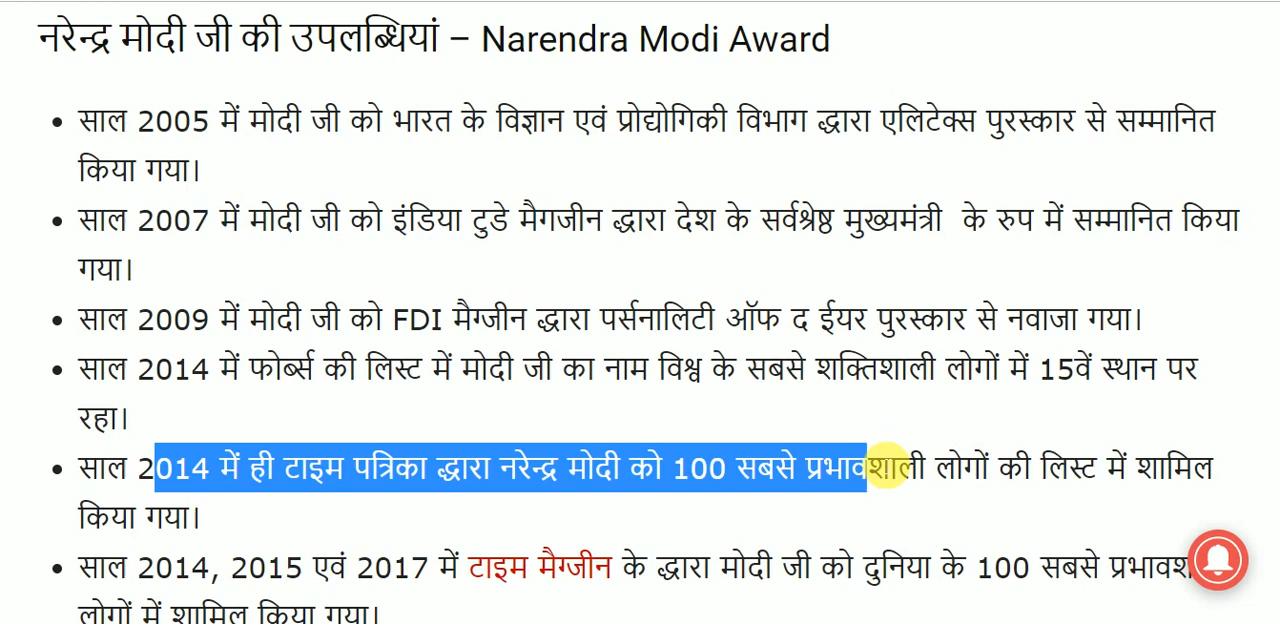 नरेन्द्र मोदी जी की उपलब्धियां – Narendra Modi Award
साल 2005 में मोदी जी को भारत के विज्ञान एवं प्रोद्योगिकी विभाग द्धारा एलिटेक्स पुरस्कार से सम्मानित
किया गया।
साल 2007 में मोदी जी को इंडिया टुडे मैगजीन द्धारा देश के सर्वश्रेष्ठ मुख्यमंत्री के रुप में सम्मानित किया
गया।
साल 2009 में मोदी जी को FDI मैग्जीन द्धारा पर्सनालिटी ऑफ द ईयर पुरस्कार से नवाजा गया।
साल 2014 में फोर्ब्स की लिस्ट में मोदी जी का नाम विश्व के सबसे शक्तिशाली लोगों में 15वें स्थान पर
रहा।
साल 2014 में ही टाइम पत्रिका द्धारा नरेन्द्र मोदी को 100 सबसे प्रभावशाली लोगों की लिस्ट में शामिल
किया गया।
साल 2014, 2015 एवं 2017 में टाइम मैग्जीन के द्धारा मोदी जी को दुनिया के 100 सबसे
लोगों में शामिल किया गया।